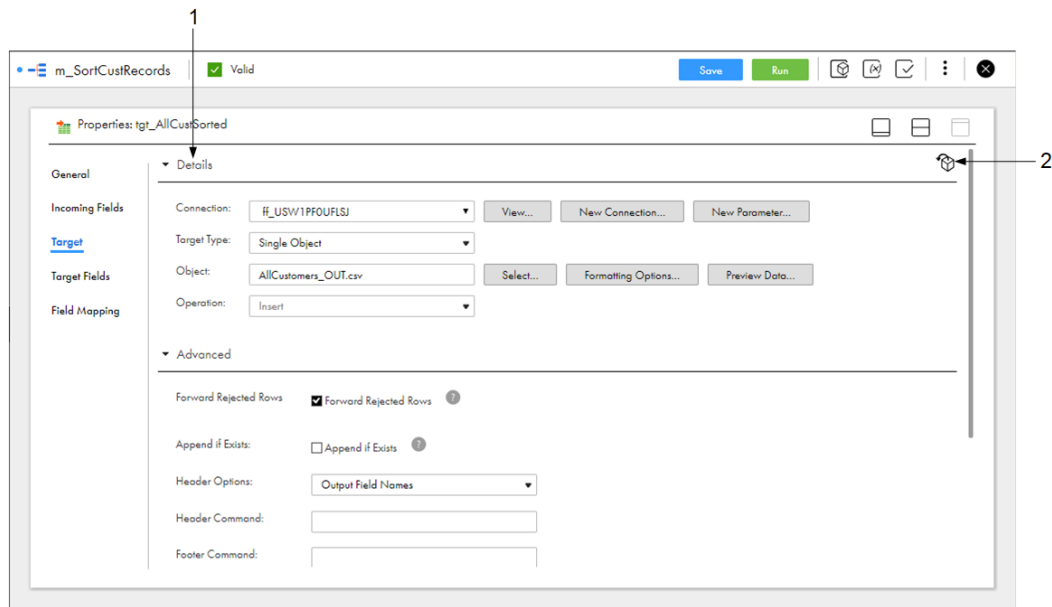 1
m_SortCustRecords Valid Save Run
Properties: tgt_AllCustSorted
Details
2
General
Incoming Fields Connection: ff_USW1PF0UFLSJ View... New Connection... New Parameter...
Target Target Type: Single Object
Target Fields Object: AllCustomers_OUT.csv Select... Formatting Options... Preview Data...
Field Mapping Operation: Insert
Advanced
Forward Rejected Rows Forward Rejected Rows ?
Append if Exists: Append if Exists ?
Header Options: Output Field Names
Header Command:
Footer Command: